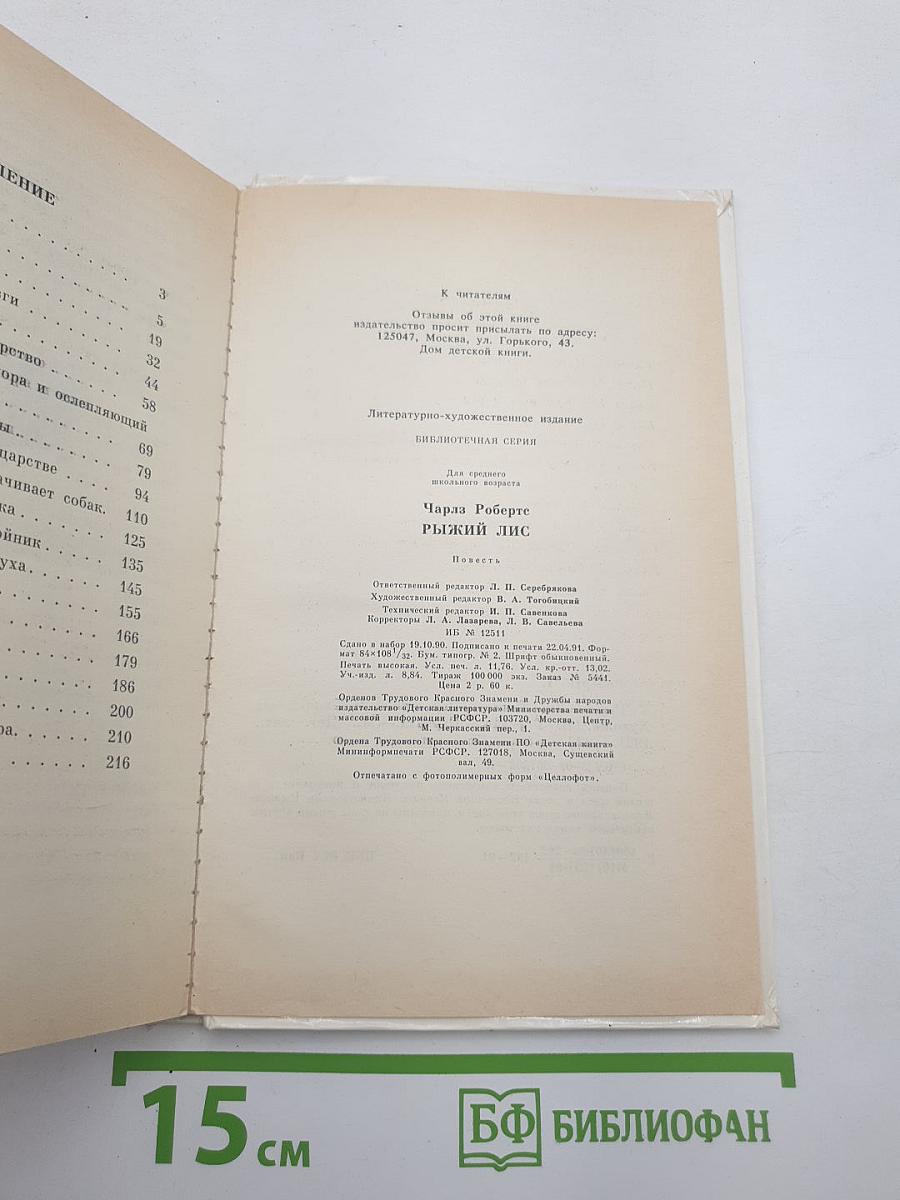 ЛЕНИЕ
3
5
19
32
рство 44
58
ора и ослепляющий
69
79
царстве 94
ачивает собак. 110
ка 125
ойник 135
уха 145
155
166
179
186
200
ра. 210
216
К читателям
Отзывы об этой книге
издательство просит присылать по адресу:
125047, Москва, ул. Горького, 43.
Дом детской книги.
Литературно-художественное издание
БИБЛИОТЕЧНАЯ СЕРИЯ
Для среднего
школьного возраста
Чарлз Робертс
РЫЖИЙ ЛИС
Повесть
Ответственный редактор Л. П. Серебрякова
Художественный редактор В. А. Тогобицкий
Технический редактор И. П. Савенкова
Корректоры Л. А. Лазарева, Л. В. Савельева
ИБ № 12511
Сдано в набор 19.10.90. Подписано к печати 22.04.91. Фор-
мат 84×108 1/32. Бум. типогр. № 2. Шрифт обыкновенный.
Печать высокая. Усл. печ. л. 11,76. Усл. кр.-отт. 13,02.
Уч.-изд. л. 8,84. Тираж 100 000 экз. Заказ № 5441.
Цена 2 р. 60 к.
Орденов Трудового Красного Знамени и Дружбы народов
издательство «Детская литература» Министерства печати и
массовой информации РСФСР. 103720, Москва, Центр,
М. Черкасский пер., 1.
Ордена Трудового Красного Знамени ПО «Детская книга»
Мининформпечати РСФСР. 127018, Москва, Сущевский
вал, 49.
Отпечатано с фотополимерных форм «Целлофот».
15 см
БФ БИБЛИОФАН